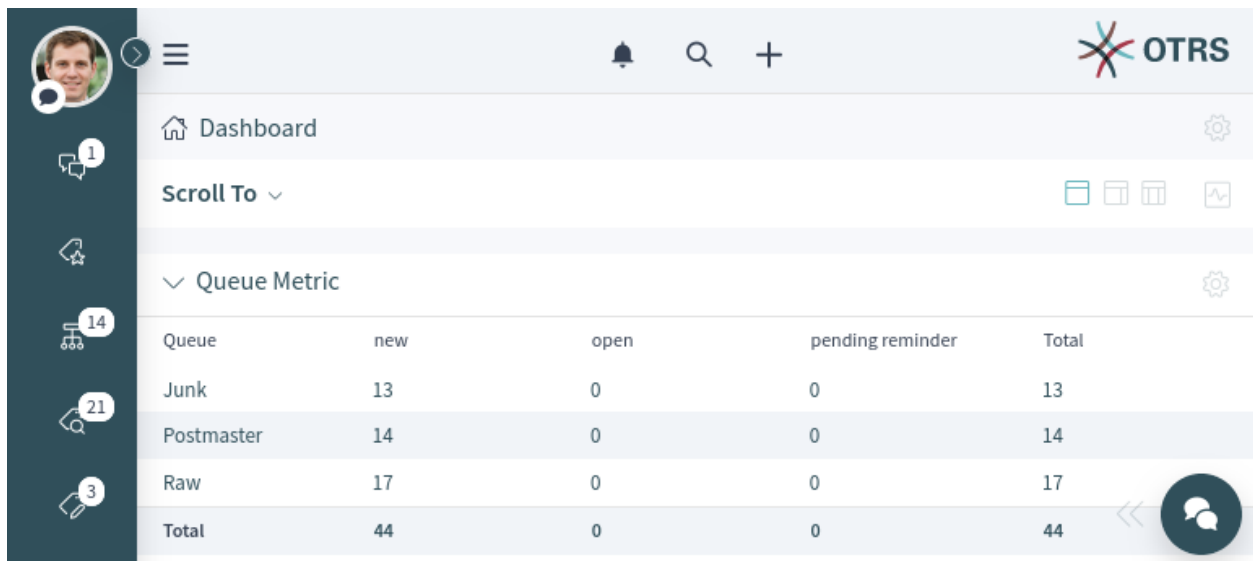 OTRS
Dashboard
1
Scroll To
Queue Metric
14
Queue new open pending reminder Total
Junk 13 0 0 13
21
Postmaster 14 0 0 14
3
Raw 17 0 0 17
Total 44 0 0 44